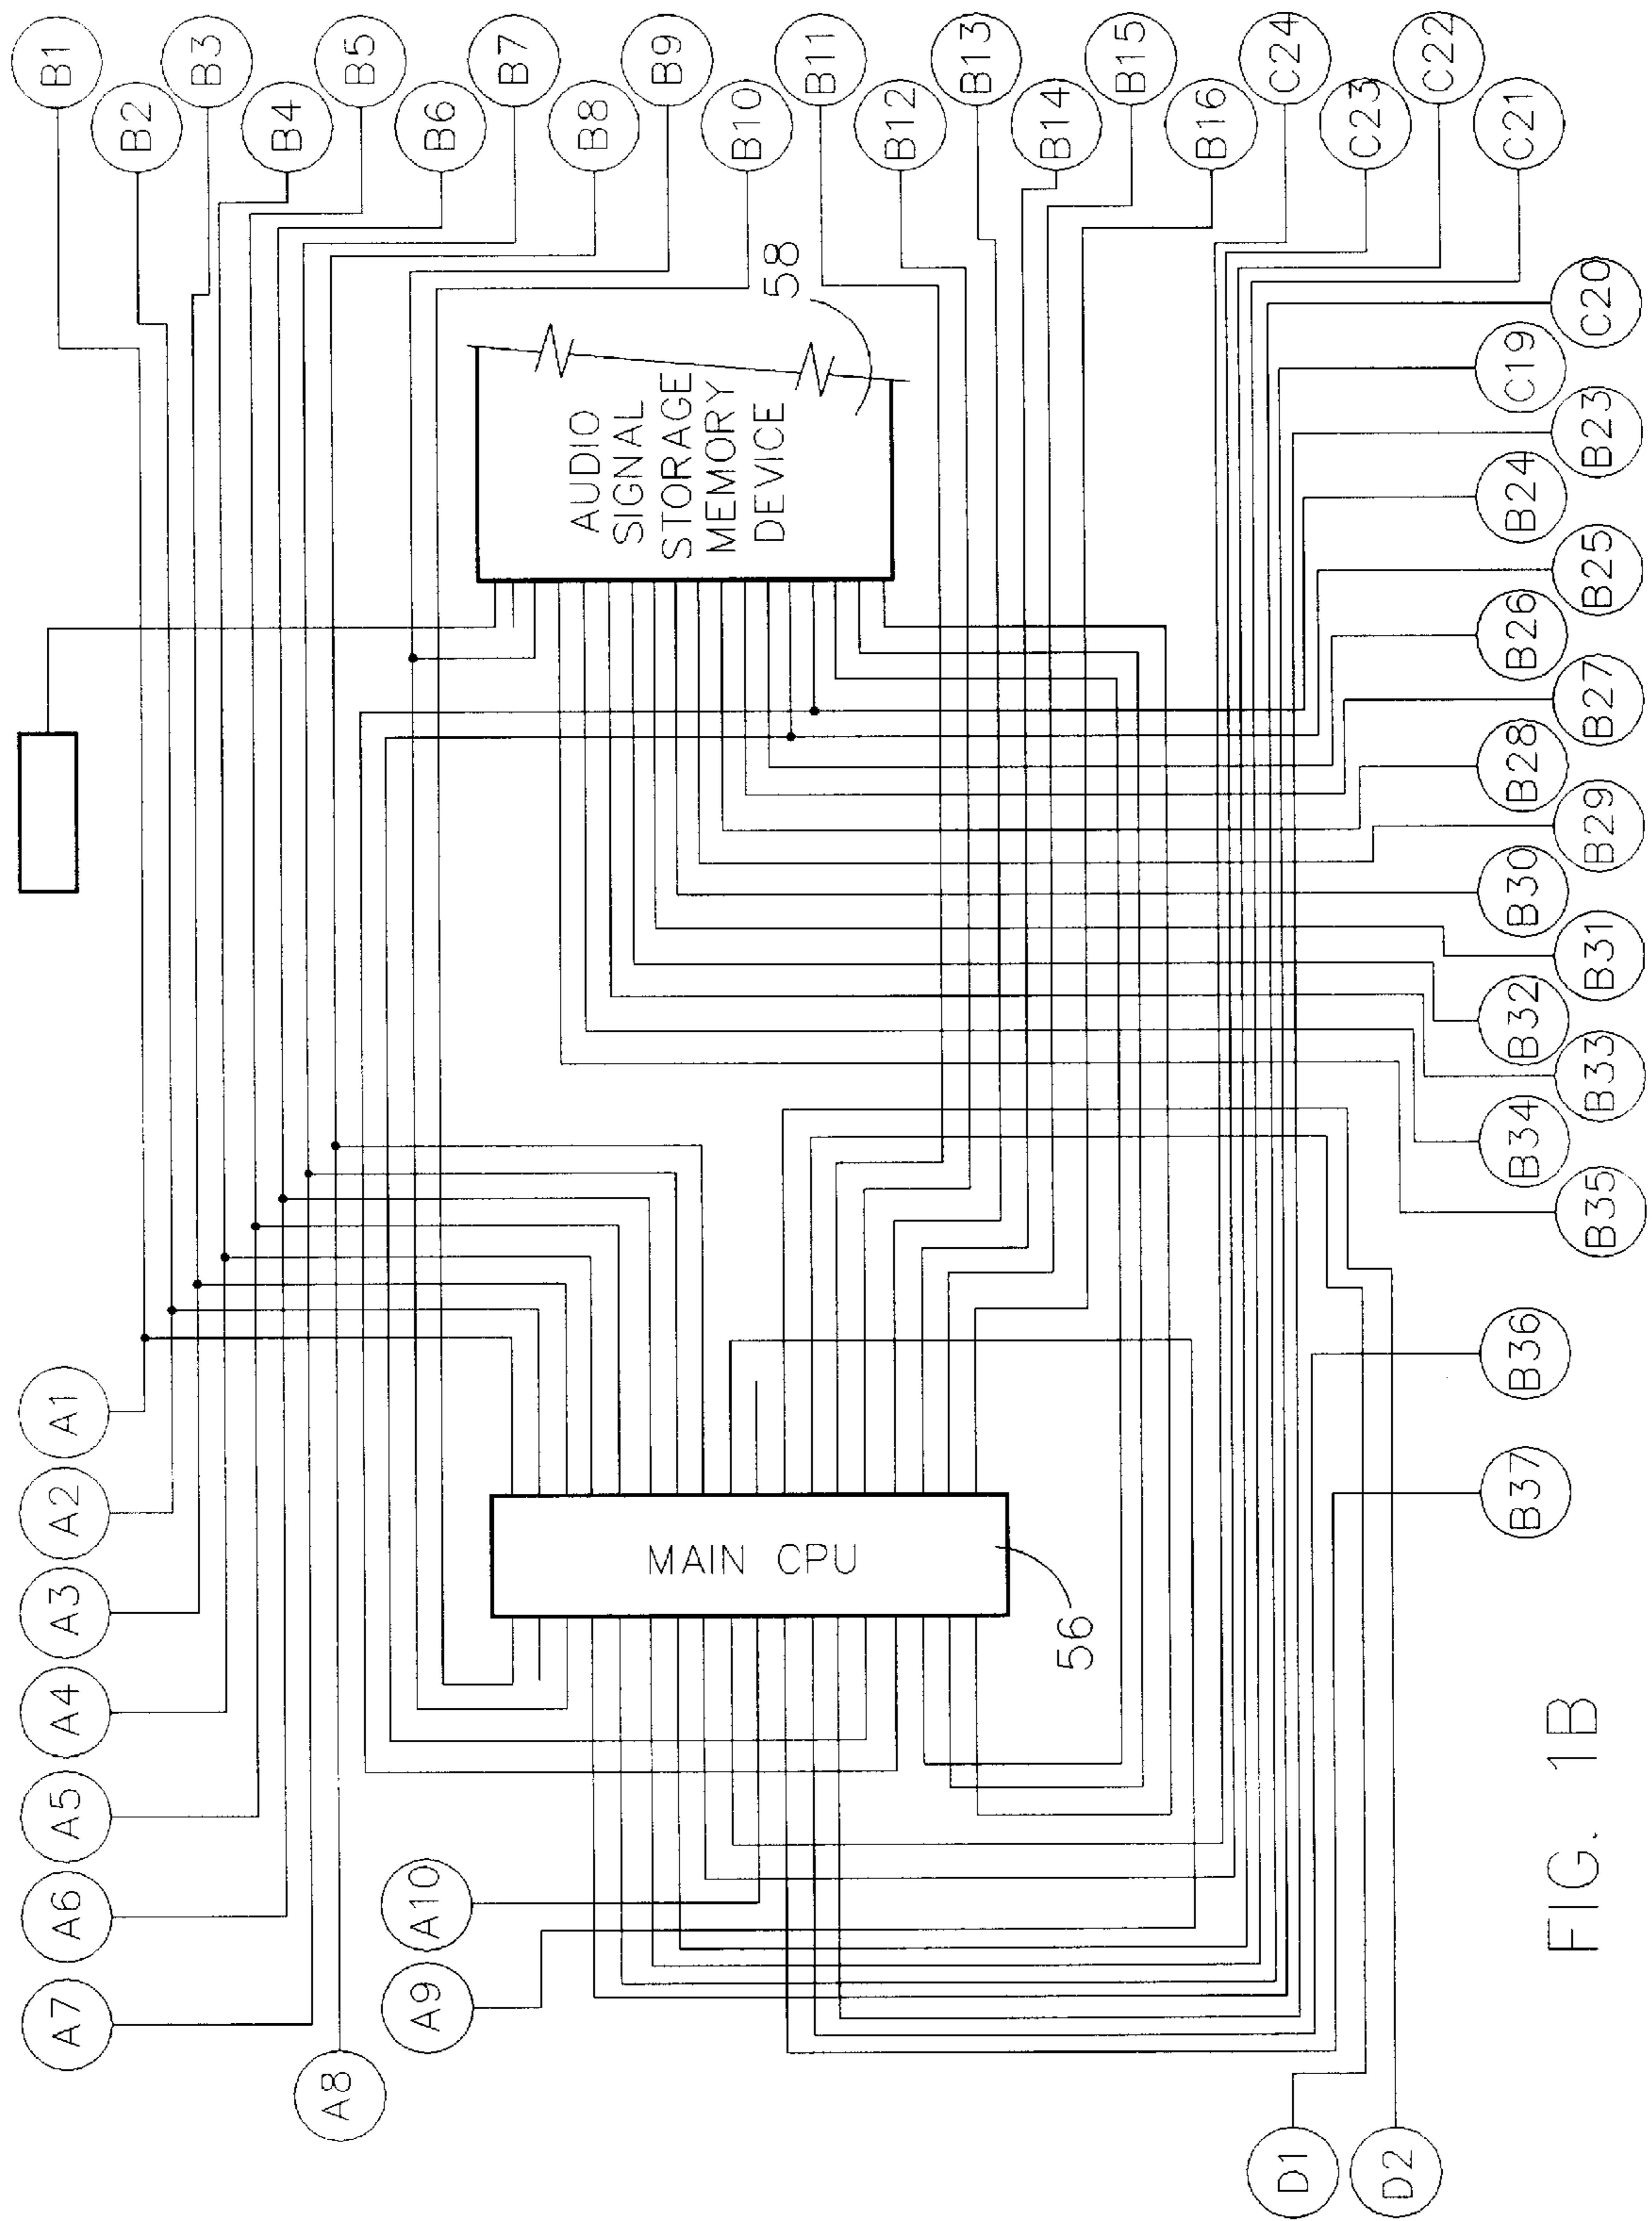 A1
A2
A3
A4
A5
A6
A7
A8
A9
A10
B1
B2
B3
B4
B5
B6
B7
B8
B9
B10
B11
B12
B13
B14
B15
B16
C24
C23
C22
C21
C20
C19
B23
B24
B25
B26
B27
B28
B29
B30
B31
B32
B33
B34
B35
B36
B37
D1
D2
AUDIO
SIGNAL
STORAGE
MEMORY
DEVICE
58
MAIN CPU
56
FIG. 1B